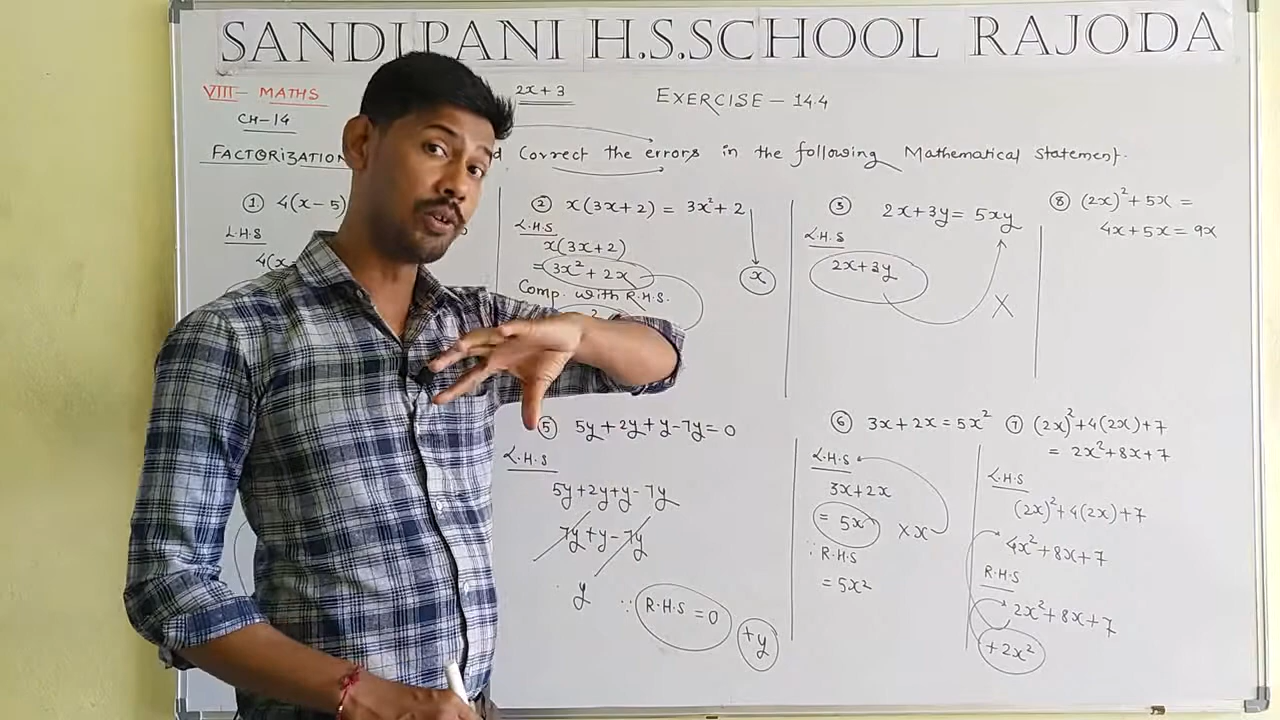 SANDIPANI H.S.SCHOOL RAJODA
VIII - MATHS
2x+3
EXERCISE - 14.4
CH-14
FACTORIZATION
Correct the errors in the following Mathematical Statement.
① 4(x-5)
L.H.S
② x(3x+2) = 3x²+2
L.H.S
x(3x+2)
= 3x² + 2x
x
Comp. with R.H.S.
③ 2x+3y = 5xy
L.H.S
2x+3y
X
⑧ (2x)²+5x =
4x+5x = 9x
⑤ 5y+2y+y-7y=0
L.H.S
5y+2y+y-7y
7y+y-7y
y
∵ R.H.S = 0
+y
⑥ 3x+2x = 5x²
L.H.S
3x+2x
= 5x
× x
∵ R.H.S
= 5x²
⑦ (2x)²+4(2x)+7
= 2x²+8x+7
L.H.S
(2x)²+4(2x)+7
4x²+8x+7
R.H.S
2x²+8x+7
+2x²